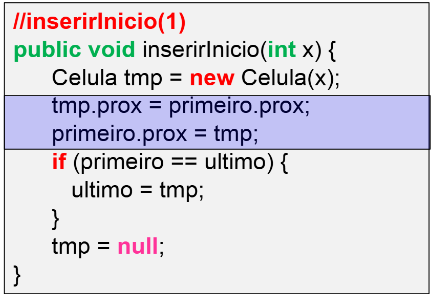 //inserirInicio(1)
public void inserirInicio(int x) {
Celula tmp = new Celula(x);
tmp.prox = primeiro.prox;
primeiro.prox = tmp;
if (primeiro == ultimo) {
ultimo = tmp;
}
tmp = null;
}